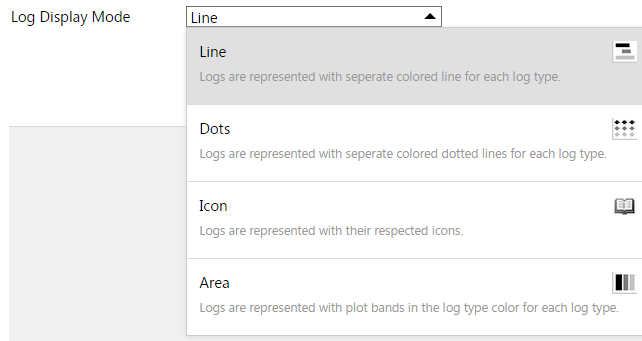 Log Display Mode Line
Line
Logs are represented with seperate colored line for each log type.
Dots
Logs are represented with seperate colored dotted lines for each log type.
Icon
Logs are represented with their respected icons.
Area
Logs are represented with plot bands in the log type color for each log type.